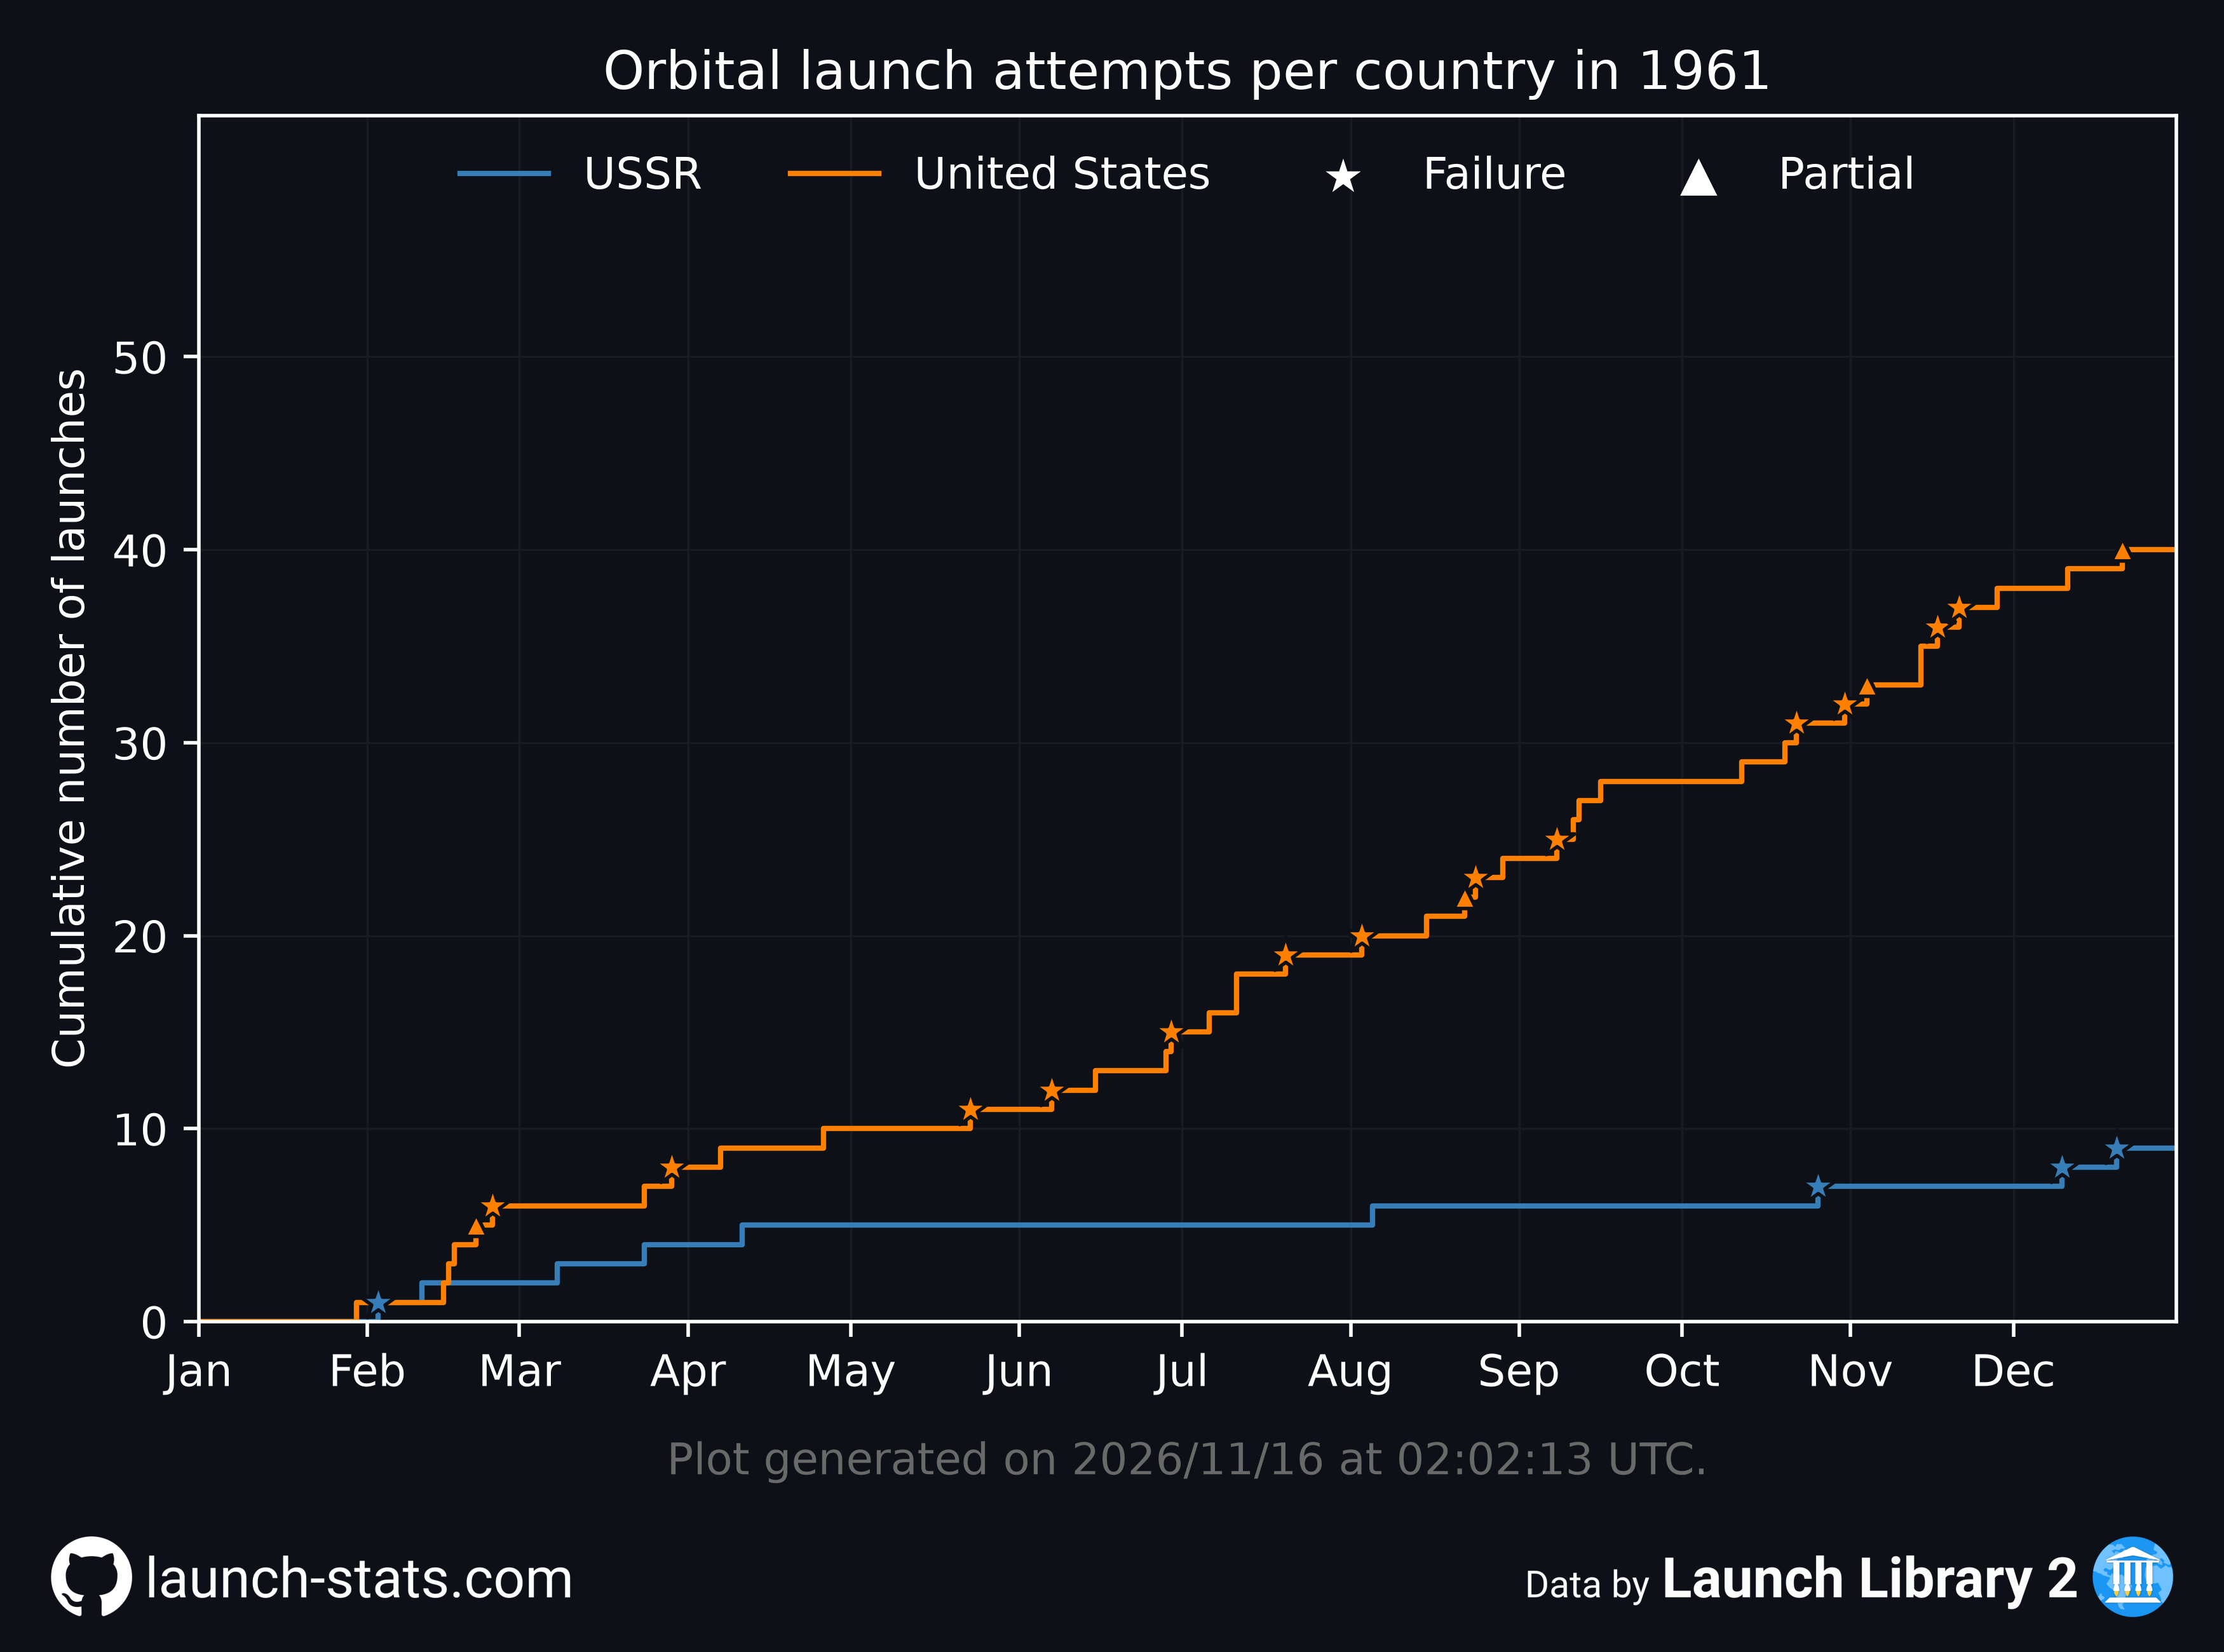 Orbital launch attempts per country in 1961
USSR United States Failure Partial
Cumulative number of launches
50
40
30
20
10
0
Jan Feb Mar Apr May Jun Jul Aug Sep Oct Nov Dec
Plot generated on 2026/11/16 at 02:02:13 UTC.
launch-stats.com
Data by Launch Library 2